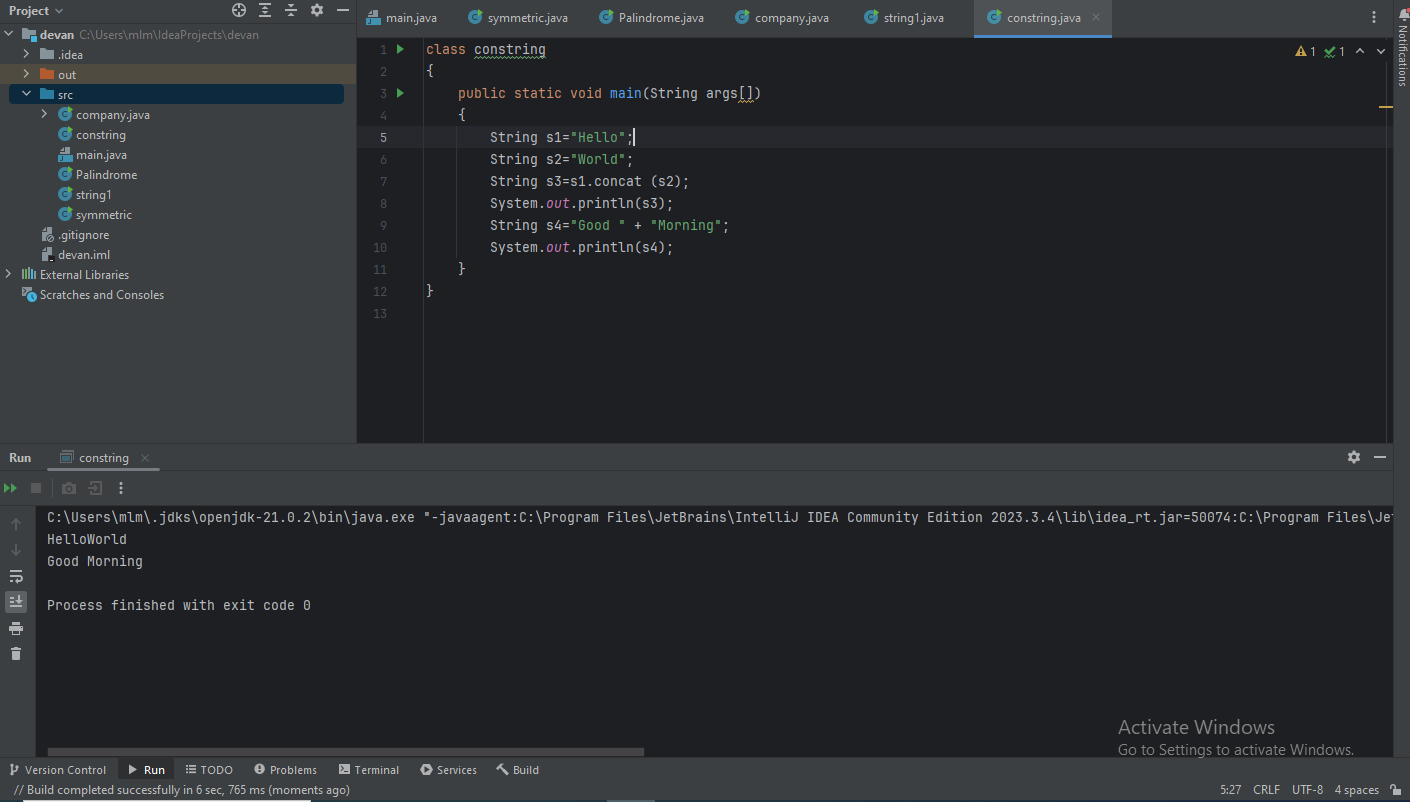 Project
main.java symmetric.java Palindrome.java company.java string1.java constring.java
Notifications
devan C:\Users\mlm\IdeaProjects\devan
.idea
out
src
company.java
constring
main.java
Palindrome
string1
symmetric
.gitignore
devan.iml
External Libraries
Scratches and Consoles
1 class constring
1 1
2 {
3 public static void main(String args[])
4 {
5 String s1="Hello";
6 String s2="World";
7 String s3=s1.concat (s2);
8 System.out.println(s3);
9 String s4="Good " + "Morning";
10 System.out.println(s4);
11 }
12 }
13
Run constring
C:\Users\mlm\.jdks\openjdk-21.0.2\bin\java.exe "-javaagent:C:\Program Files\JetBrains\IntelliJ IDEA Community Edition 2023.3.4\lib\idea_rt.jar=50074:C:\Program Files\Jet
HelloWorld
Good Morning
Process finished with exit code 0
Activate Windows
Go to Settings to activate Windows.
Version Control Run TODO Problems Terminal Services Build
// Build completed successfully in 6 sec, 765 ms (moments ago) 5:27 CRLF UTF-8 4 spaces